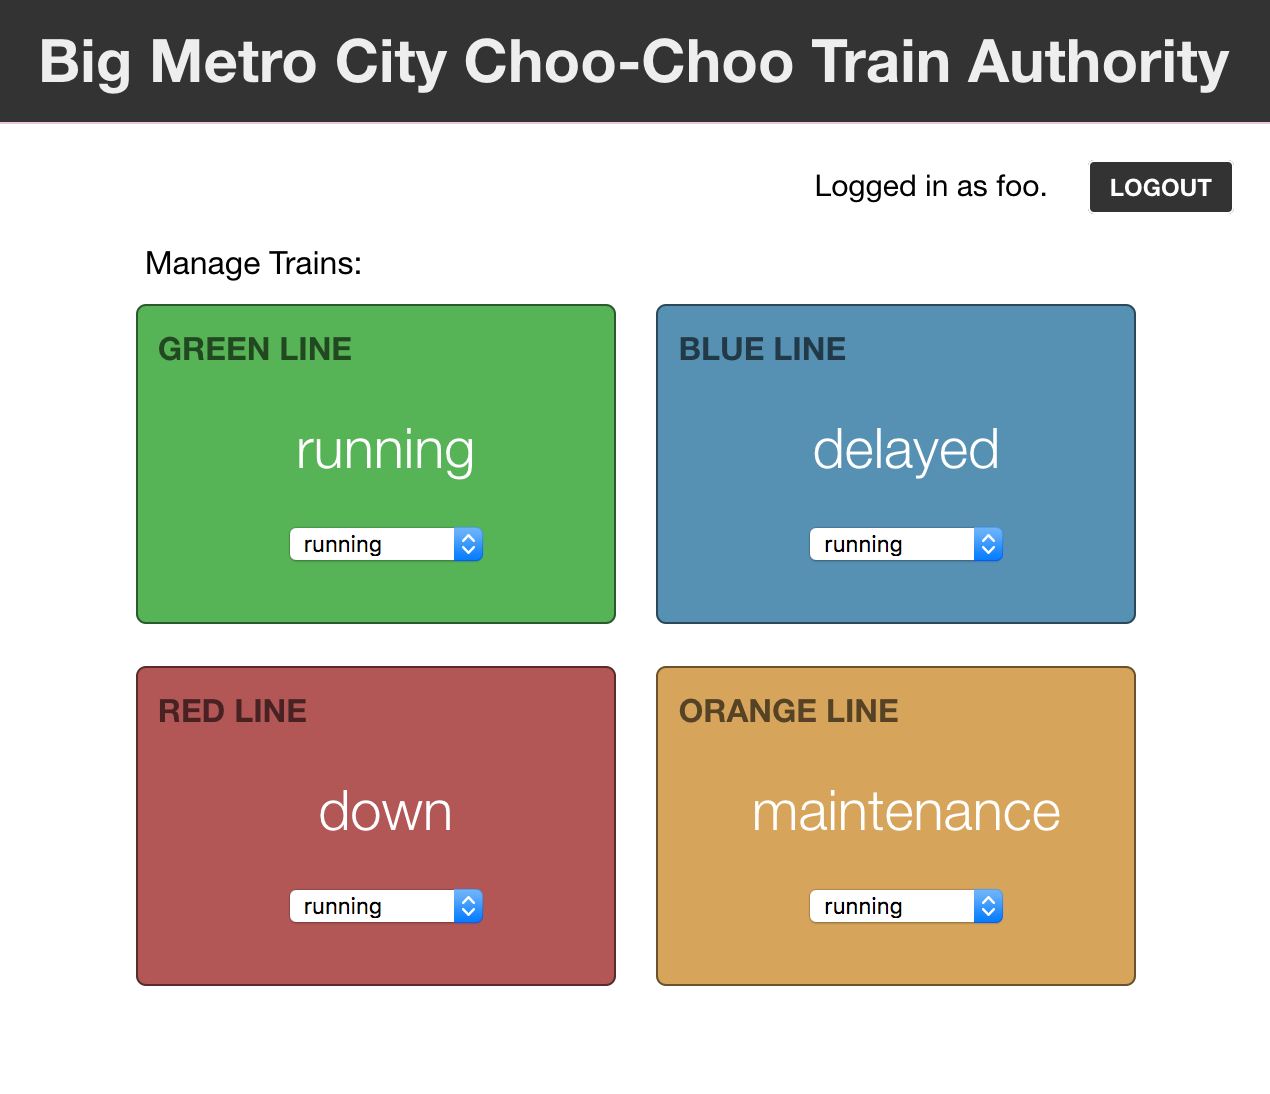 Big Metro City Choo-Choo Train Authority
Logged in as foo.
LOGOUT
Manage Trains:
GREEN LINE
running
running
BLUE LINE
delayed
running
RED LINE
down
running
ORANGE LINE
maintenance
running